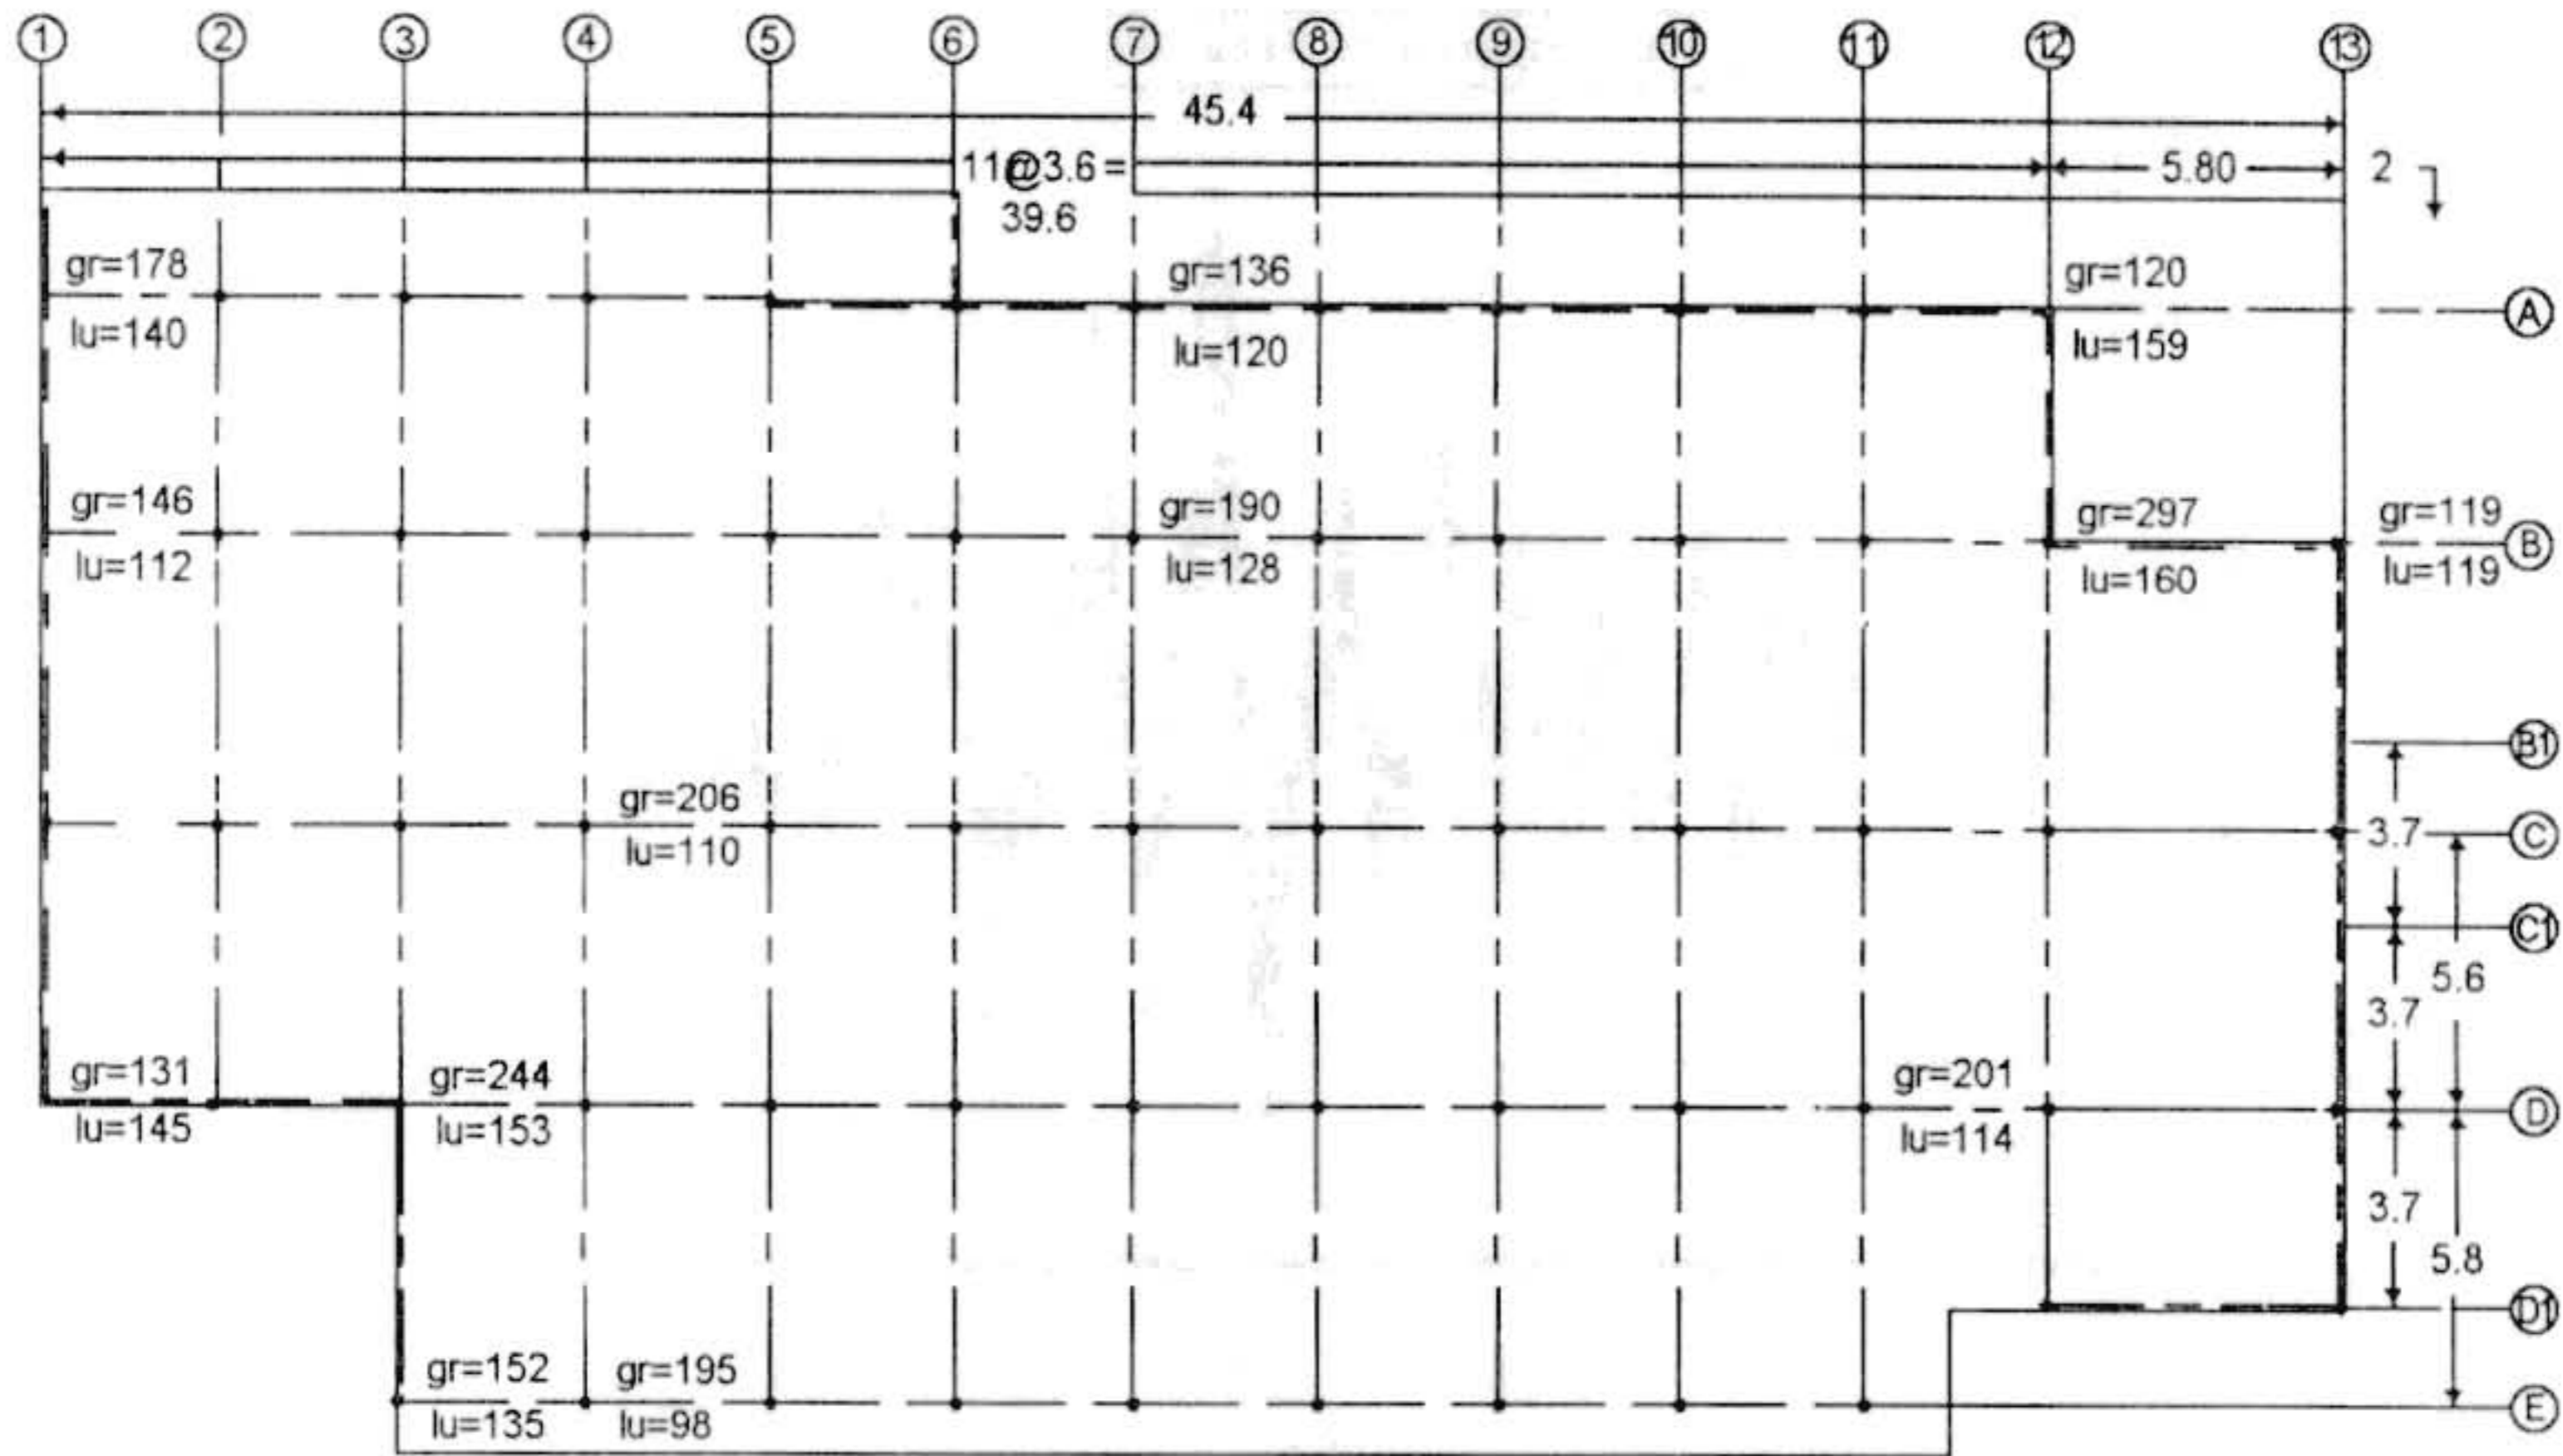 1 2 3 4 5 6 7 8 9 10 11 12 13
45.4
11@3.6 =
39.6
5.80
2
gr=178
lu=140
gr=136
lu=120
gr=120
lu=159
A
gr=146
lu=112
gr=190
lu=128
gr=297
lu=160
gr=119
lu=119
B
B1
gr=206
lu=110
3.7
C
C1
5.6
3.7
gr=131
lu=145
gr=244
lu=153
gr=201
lu=114
D
3.7
5.8
D1
gr=152
lu=135
gr=195
lu=98
E